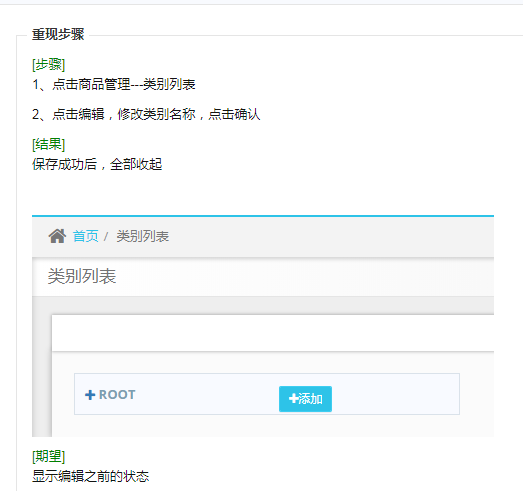 重现步骤
[步骤]
1、点击商品管理---类别列表
2、点击编辑，修改类别名称，点击确认
[结果]
保存成功后，全部收起
首页 / 类别列表
类别列表
ROOT 添加
[期望]
显示编辑之前的状态